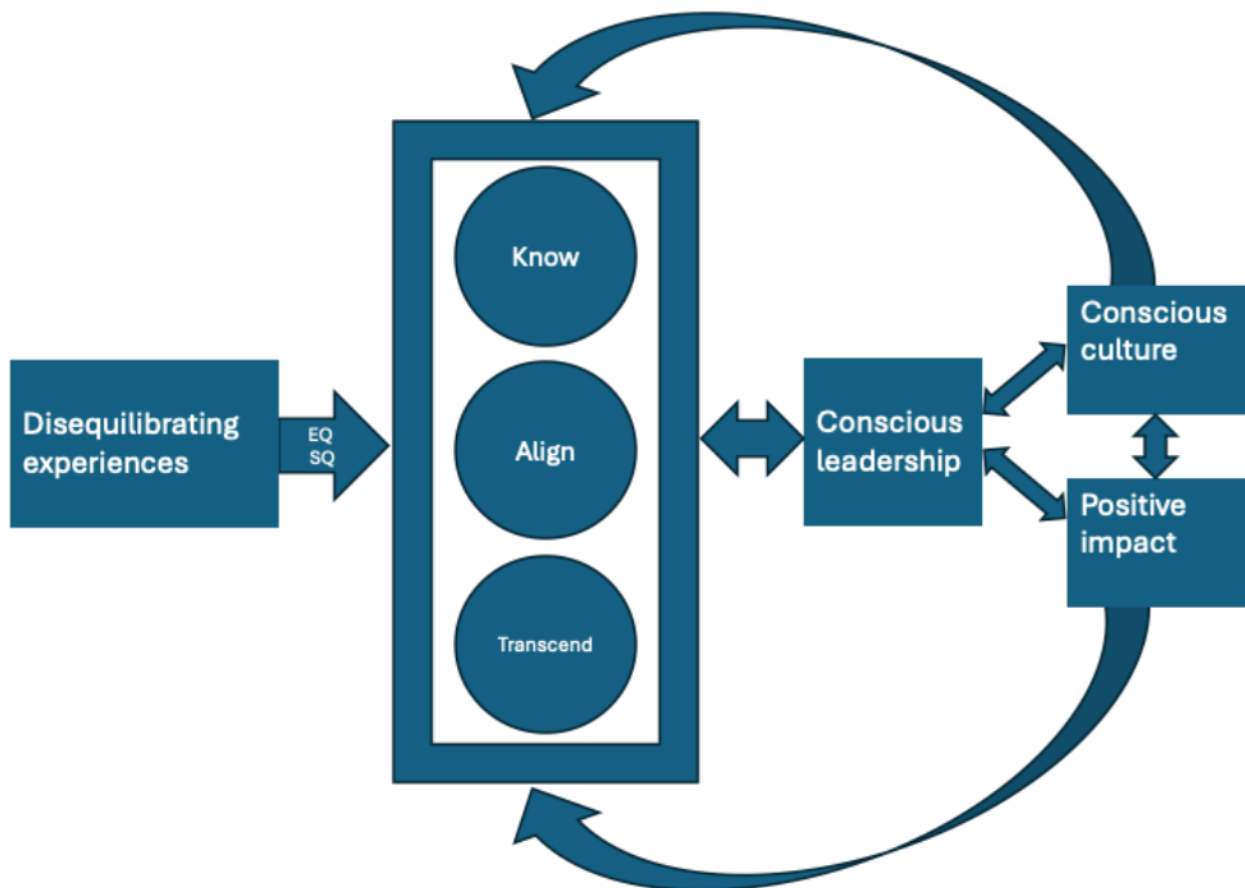 Know
Disequilibrating
experiences
EQ
SQ
Align
Transcend
Conscious
leadership
Conscious
culture
Positive
impact